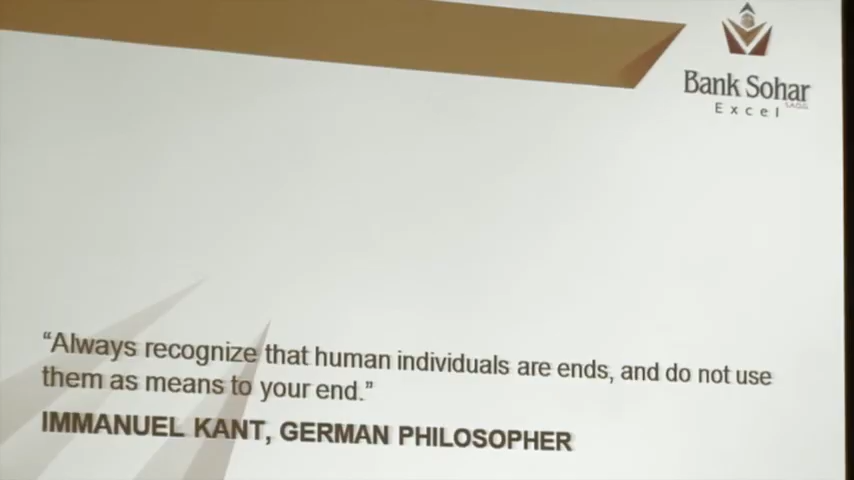 Bank Sohar
S.A.O.G.
Excel
“Always recognize that human individuals are ends, and do not use
them as means to your end.”
IMMANUEL KANT, GERMAN PHILOSOPHER